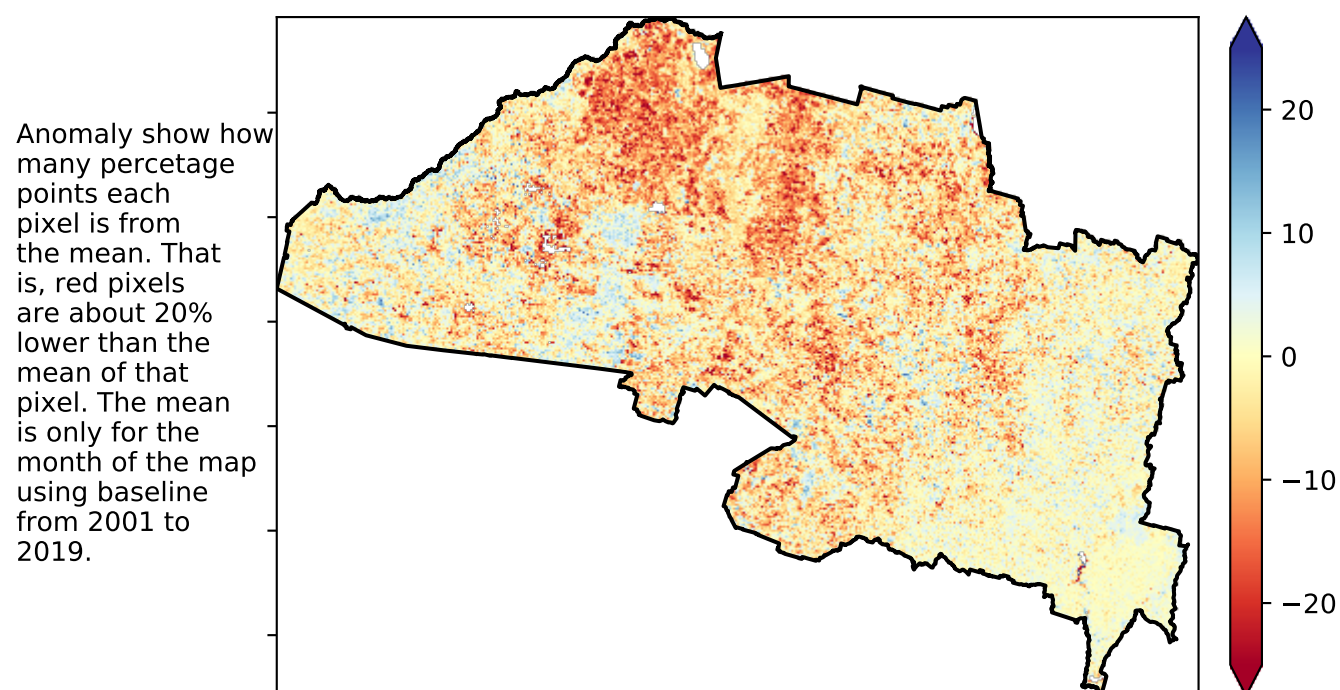 Anomaly show how
many percetage
points each
pixel is from
the mean. That
is, red pixels
are about 20%
lower than the
mean of that
pixel. The mean
is only for the
month of the map
using baseline
from 2001 to
2019.
20
10
0
−10
−20